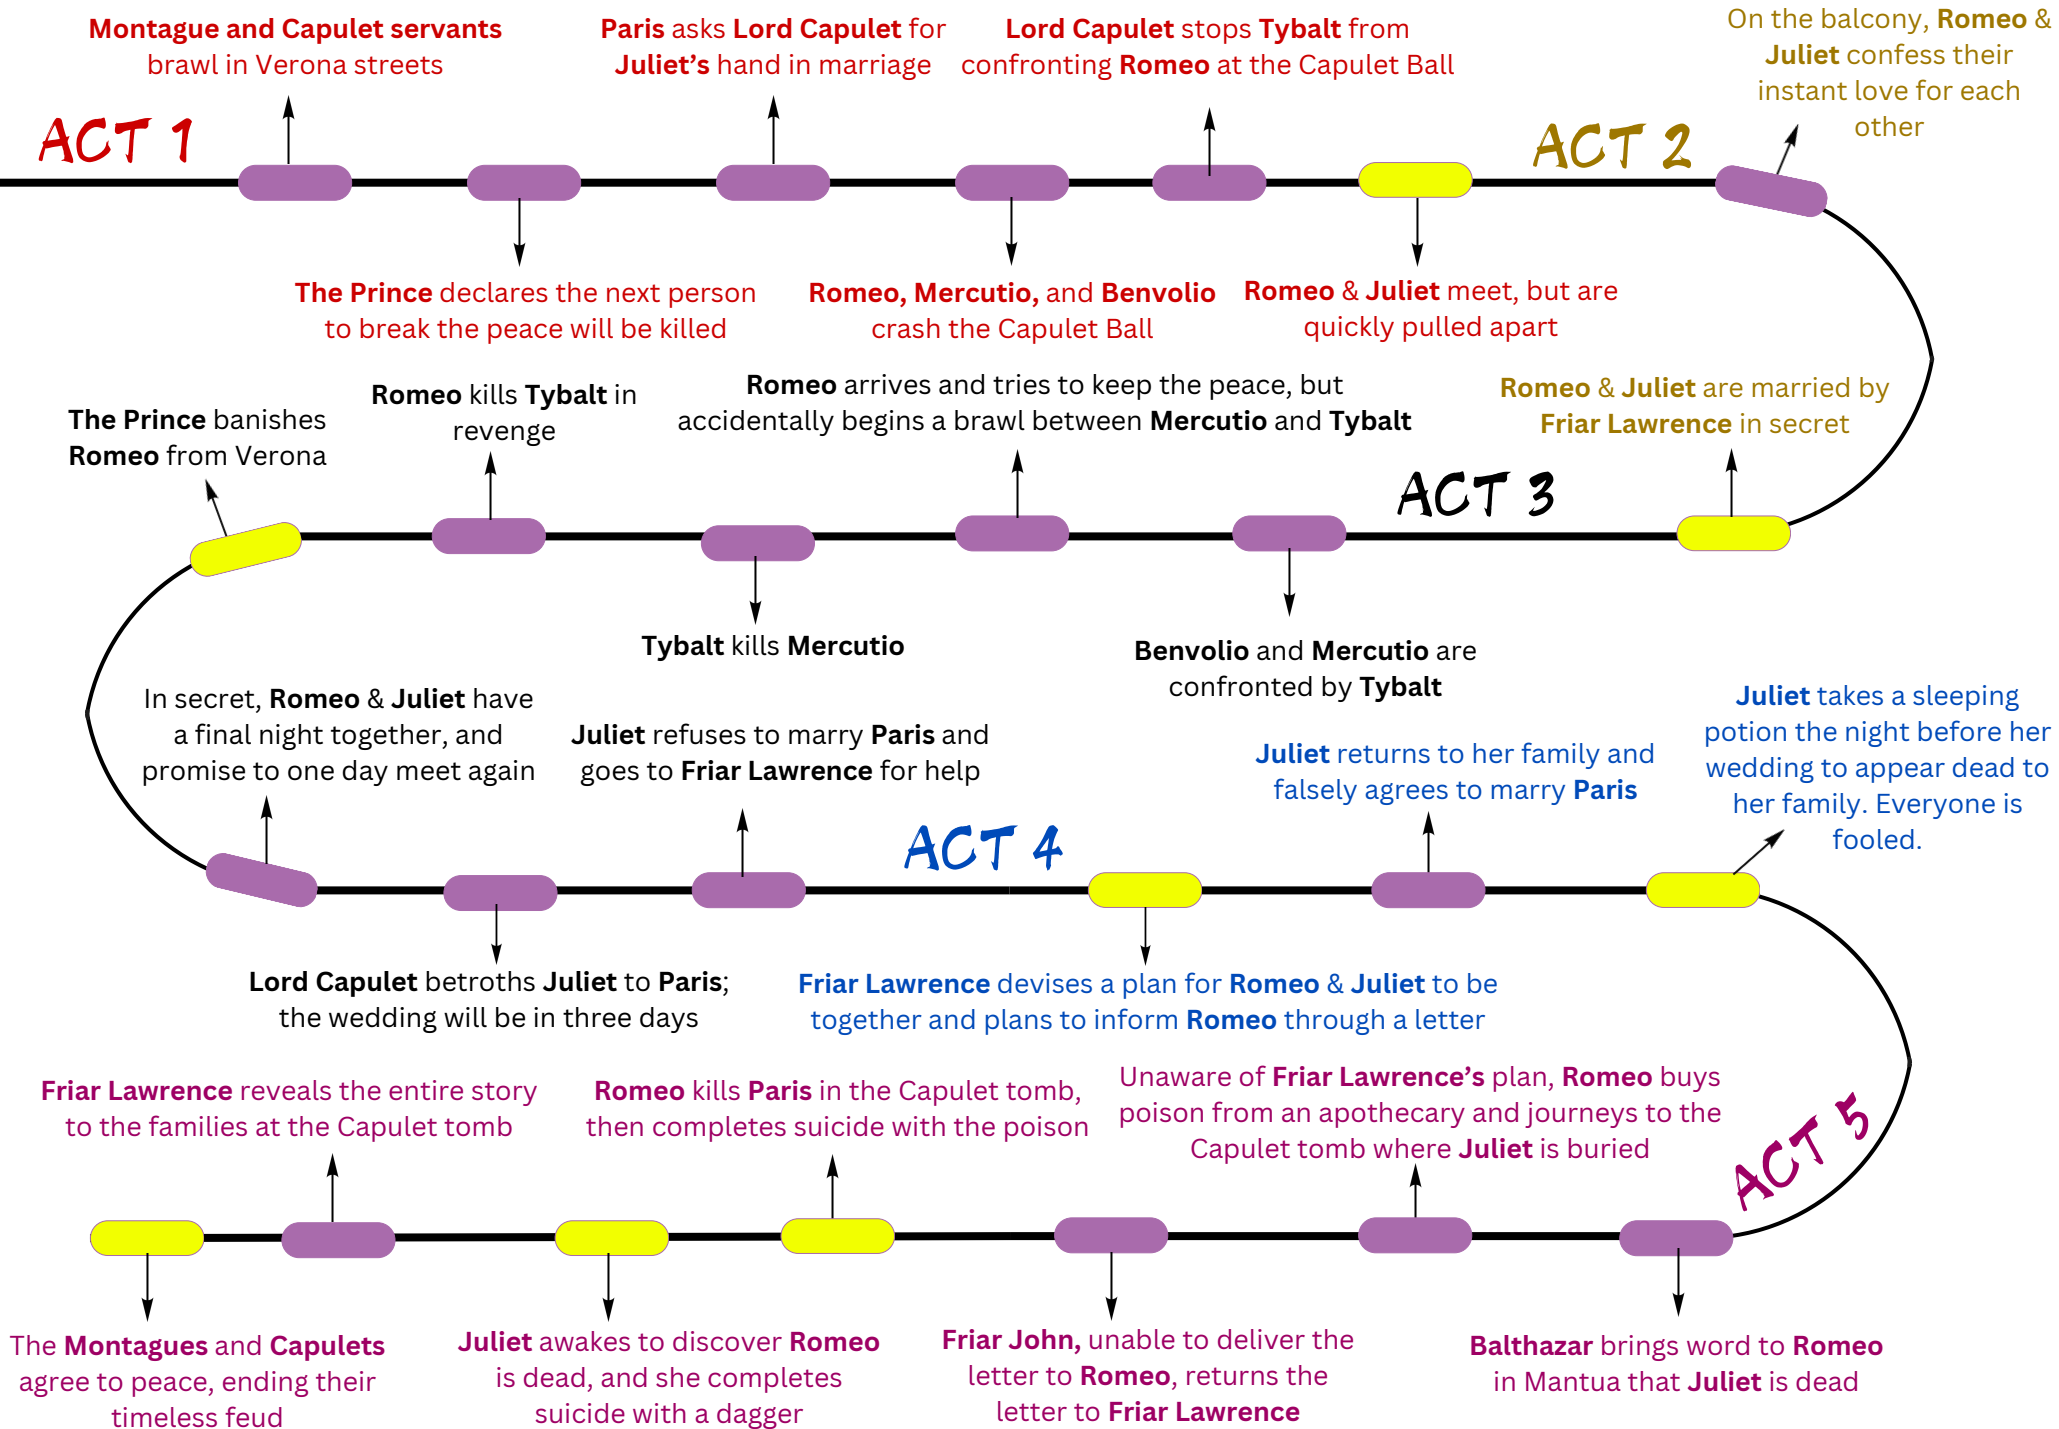 ACT 1
Montague and Capulet servants
brawl in Verona streets
The Prince declares the next person
to break the peace will be killed
Paris asks Lord Capulet for
Juliet’s hand in marriage
Romeo, Mercutio, and Benvolio
crash the Capulet Ball
Lord Capulet stops Tybalt from
confronting Romeo at the Capulet Ball
Romeo & Juliet meet, but are
quickly pulled apart
ACT 2
On the balcony, Romeo &
Juliet confess their
instant love for each
other
Romeo & Juliet are married by
Friar Lawrence in secret
ACT 3
Benvolio and Mercutio are
confronted by Tybalt
Romeo arrives and tries to keep the peace, but
accidentally begins a brawl between Mercutio and Tybalt
Tybalt kills Mercutio
Romeo kills Tybalt in
revenge
The Prince banishes
Romeo from Verona
In secret, Romeo & Juliet have
a final night together, and
promise to one day meet again
Lord Capulet betroths Juliet to Paris;
the wedding will be in three days
Juliet refuses to marry Paris and
goes to Friar Lawrence for help
ACT 4
Friar Lawrence devises a plan for Romeo & Juliet to be
together and plans to inform Romeo through a letter
Juliet returns to her family and
falsely agrees to marry Paris
Juliet takes a sleeping
potion the night before her
wedding to appear dead to
her family. Everyone is
fooled.
ACT 5
Balthazar brings word to Romeo
in Mantua that Juliet is dead
Unaware of Friar Lawrence’s plan, Romeo buys
poison from an apothecary and journeys to the
Capulet tomb where Juliet is buried
Friar John, unable to deliver the
letter to Romeo, returns the
letter to Friar Lawrence
Romeo kills Paris in the Capulet tomb,
then completes suicide with the poison
Juliet awakes to discover Romeo
is dead, and she completes
suicide with a dagger
Friar Lawrence reveals the entire story
to the families at the Capulet tomb
The Montagues and Capulets
agree to peace, ending their
timeless feud